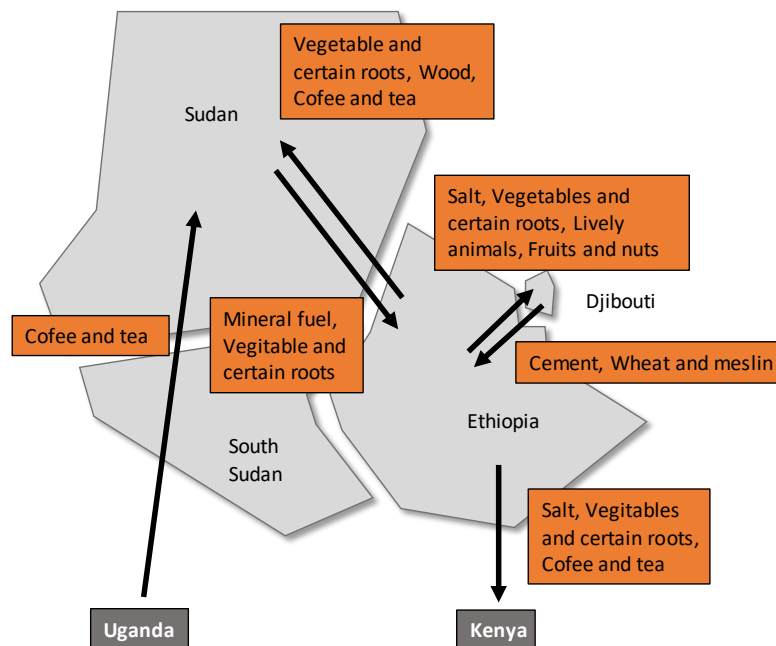 Vegetable and
certain roots, Wood,
Cofee and tea
Sudan
Salt, Vegetables and
certain roots, Lively
animals, Fruits and nuts
Djibouti
Cofee and tea
Mineral fuel,
Vegitable and
certain roots
Cement, Wheat and meslin
Ethiopia
South
Sudan
Salt, Vegitables
and certain roots,
Cofee and tea
Uganda
Kenya